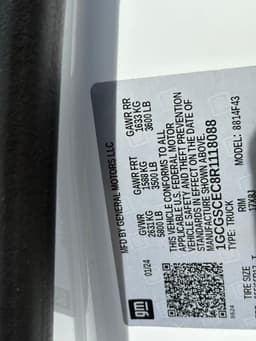 MFD BY GENERAL MOTORS LLC
01/24
GVWR GAWR FRT GAWR RR
2631 KG 1588 KG 1633 KG
5800 LB 3500 LB 3600 LB
THIS VEHICLE CONFORMS TO ALL
APPLICABLE U.S. FEDERAL MOTOR
VEHICLE SAFETY AND THEFT PREVENTION
STANDARDS IN EFFECT ON THE DATE OF
MANUFACTURE SHOWN ABOVE.
1GCGSCEC8R1118088
TYPE: TRUCK MODEL: 8814F43
gm
TIRE SIZE RIM